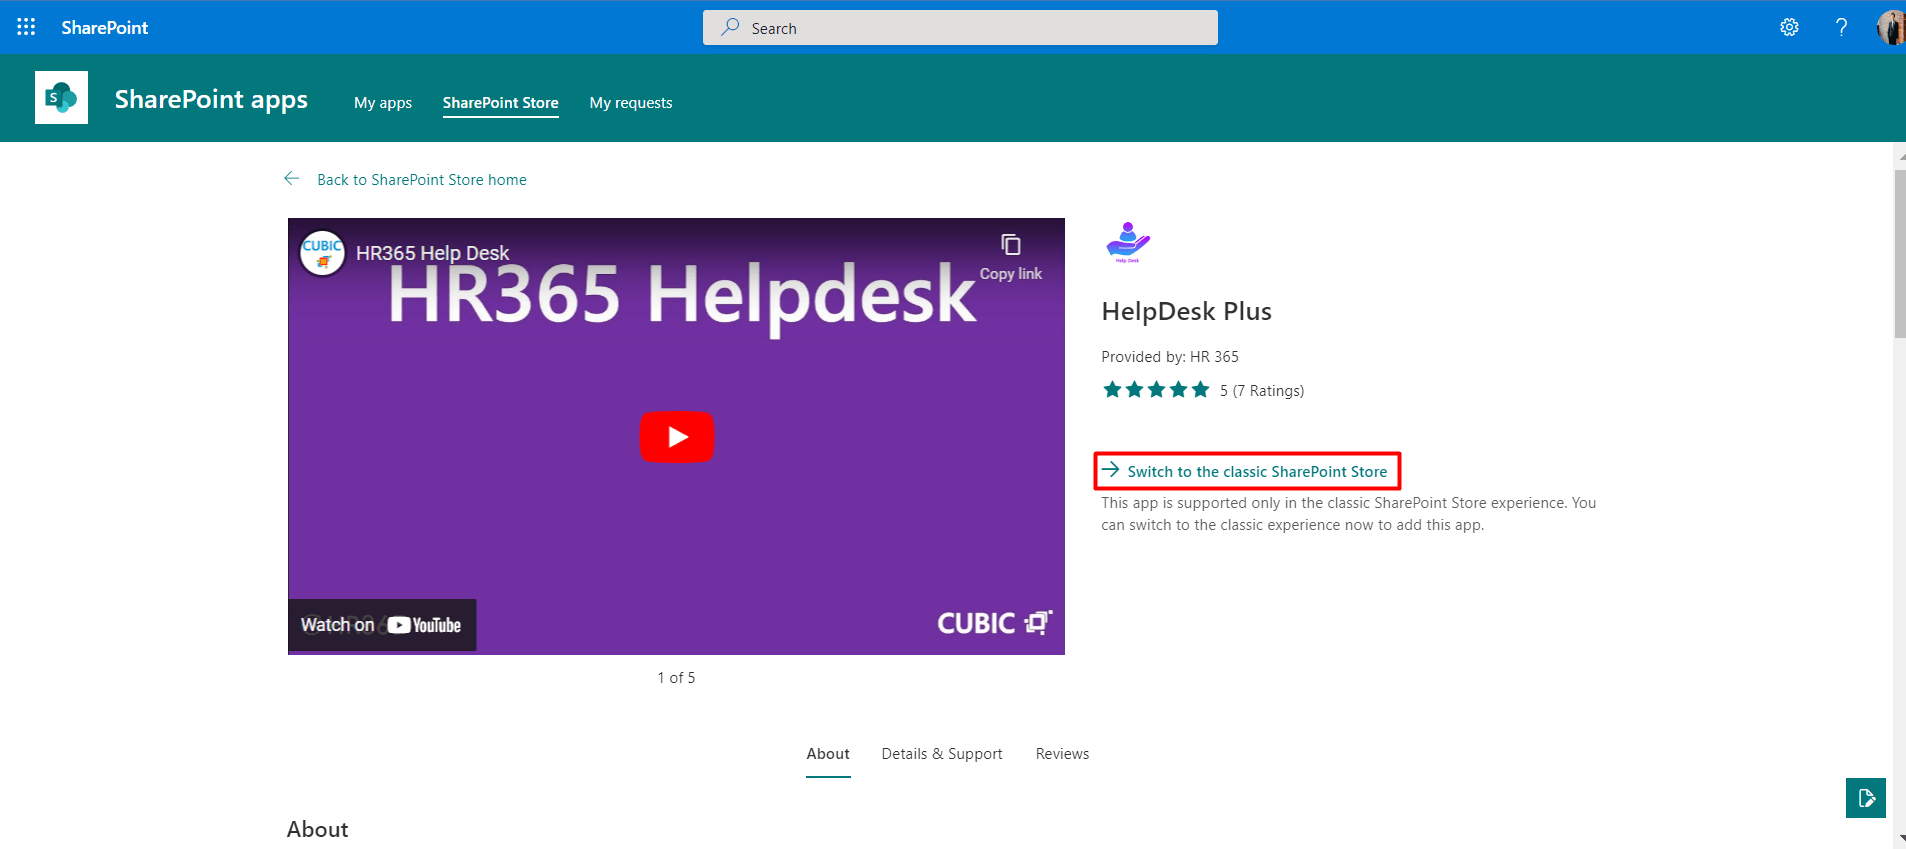 SharePoint
Search
?
S
SharePoint apps
My apps
SharePoint Store
My requests
Back to SharePoint Store home
CUBIC
HR365 Help Desk
Copy link
HR365 Helpdesk
Watch on YouTube
CUBIC
1 of 5
Help Desk
HelpDesk Plus
Provided by: HR 365
5 (7 Ratings)
Switch to the classic SharePoint Store
This app is supported only in the classic SharePoint Store experience. You
can switch to the classic experience now to add this app.
About
Details & Support
Reviews
About